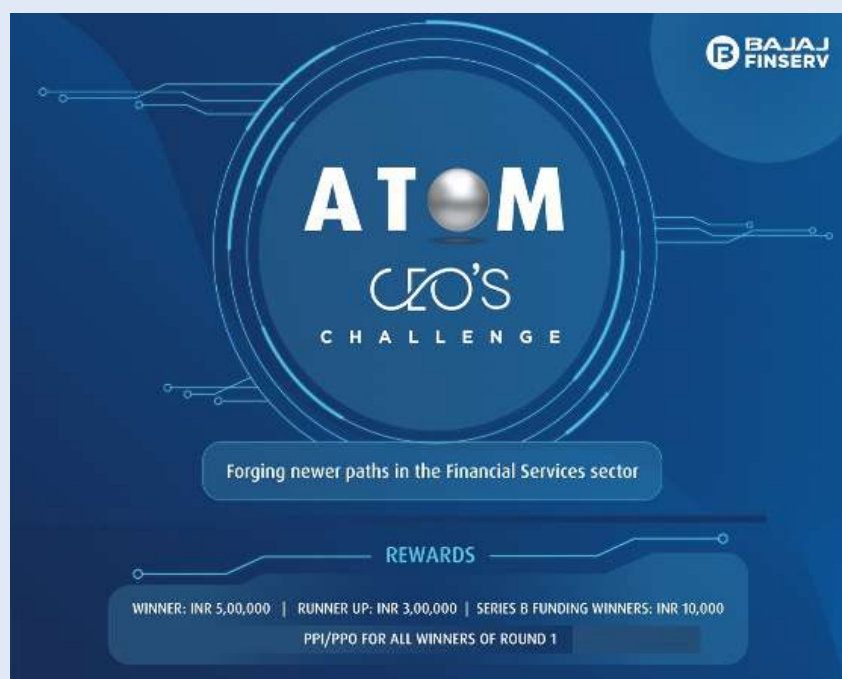 BAJAJ
FINSERV
ATOM
CEO'S
CHALLENGE
Forging newer paths in the Financial Services sector
REWARDS
WINNER: INR 5,00,000 | RUNNER UP: INR 3,00,000 | SERIES B FUNDING WINNERS: INR 10,000
PPI/PPO FOR ALL WINNERS OF ROUND 1